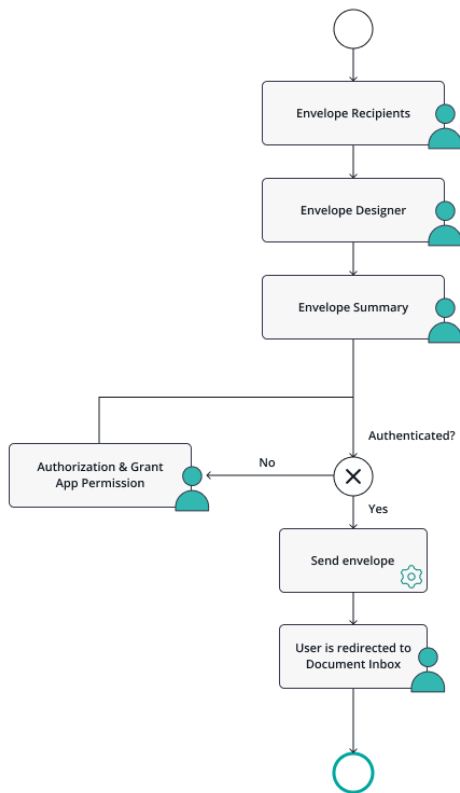 Envelope Recipients
Envelope Designer
Envelope Summary
Authenticated?
Authorization & Grant
App Permission
No
Yes
Send envelope
User is redirected to
Document Inbox